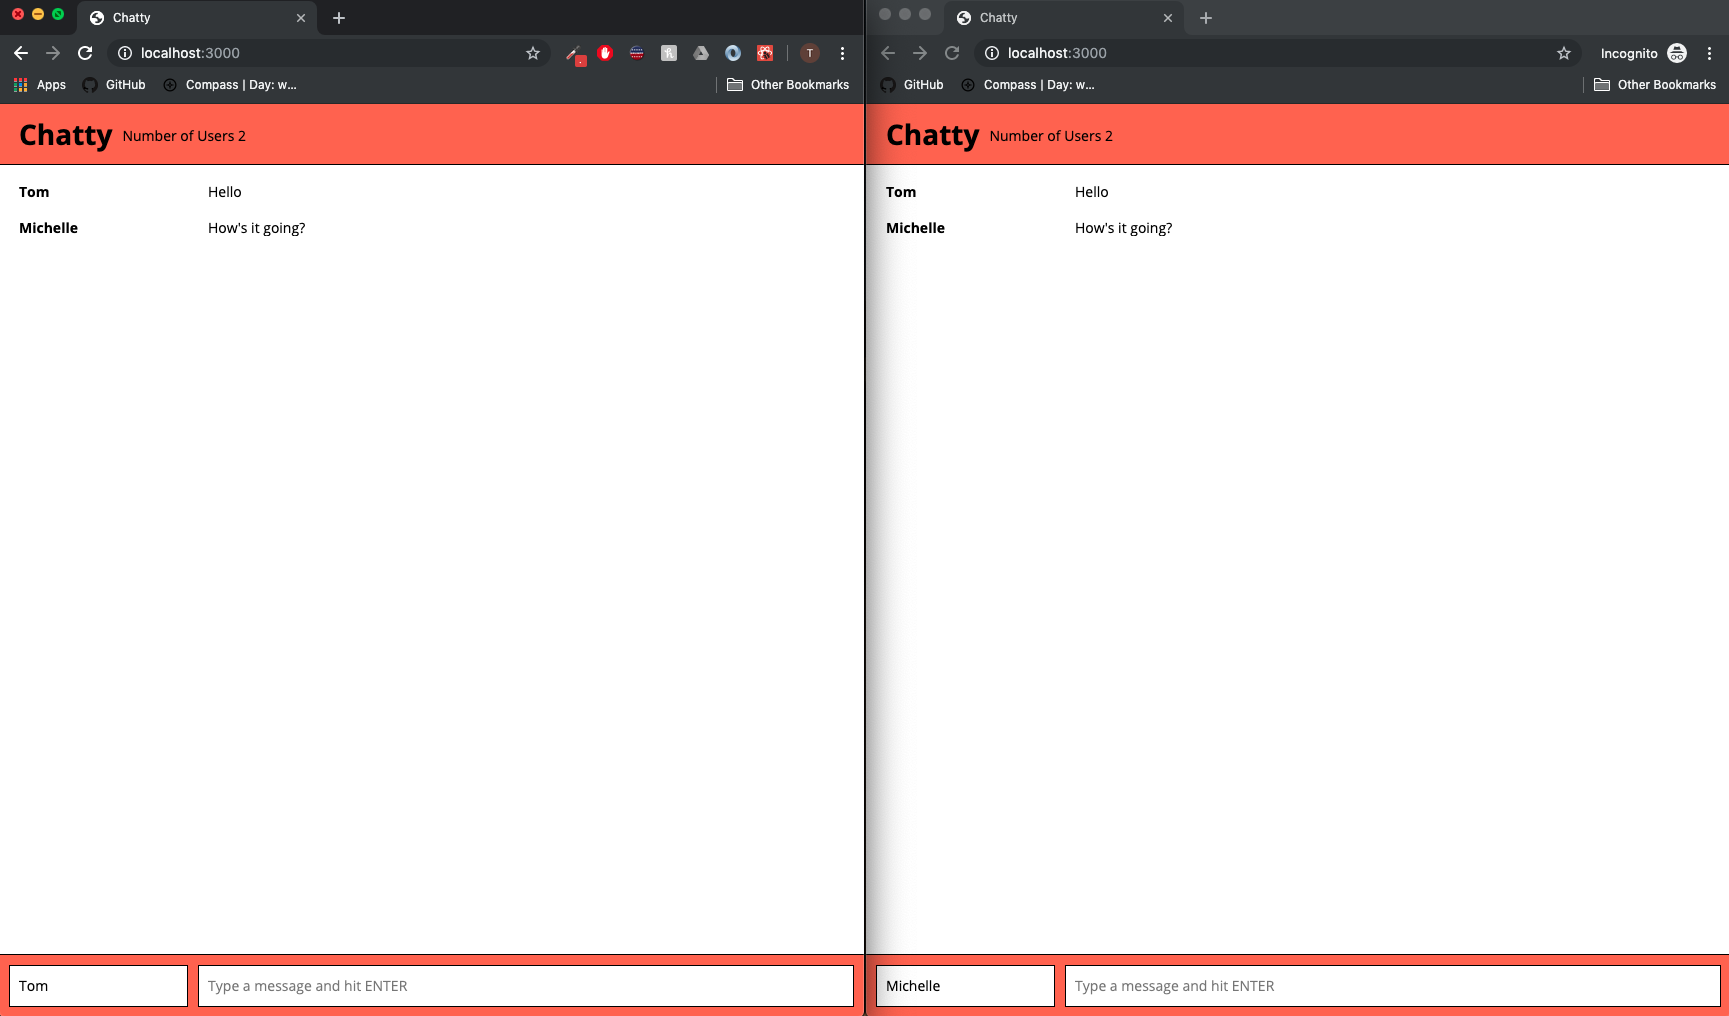 Chatty
localhost:3000
T
Apps GitHub Compass | Day: w... Other Bookmarks
Chatty Number of Users 2
Tom Hello
Michelle How's it going?
Tom Type a message and hit ENTER
Chatty
localhost:3000 Incognito
GitHub Compass | Day: w... Other Bookmarks
Chatty Number of Users 2
Tom Hello
Michelle How's it going?
Michelle Type a message and hit ENTER